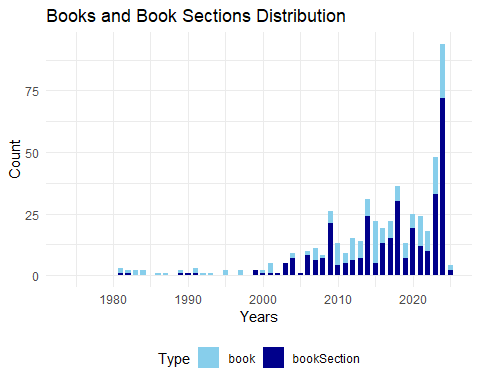 Books and Book Sections Distribution
75
50
25
0
Count
1980 1990 2000 2010 2020
Years
Type book bookSection